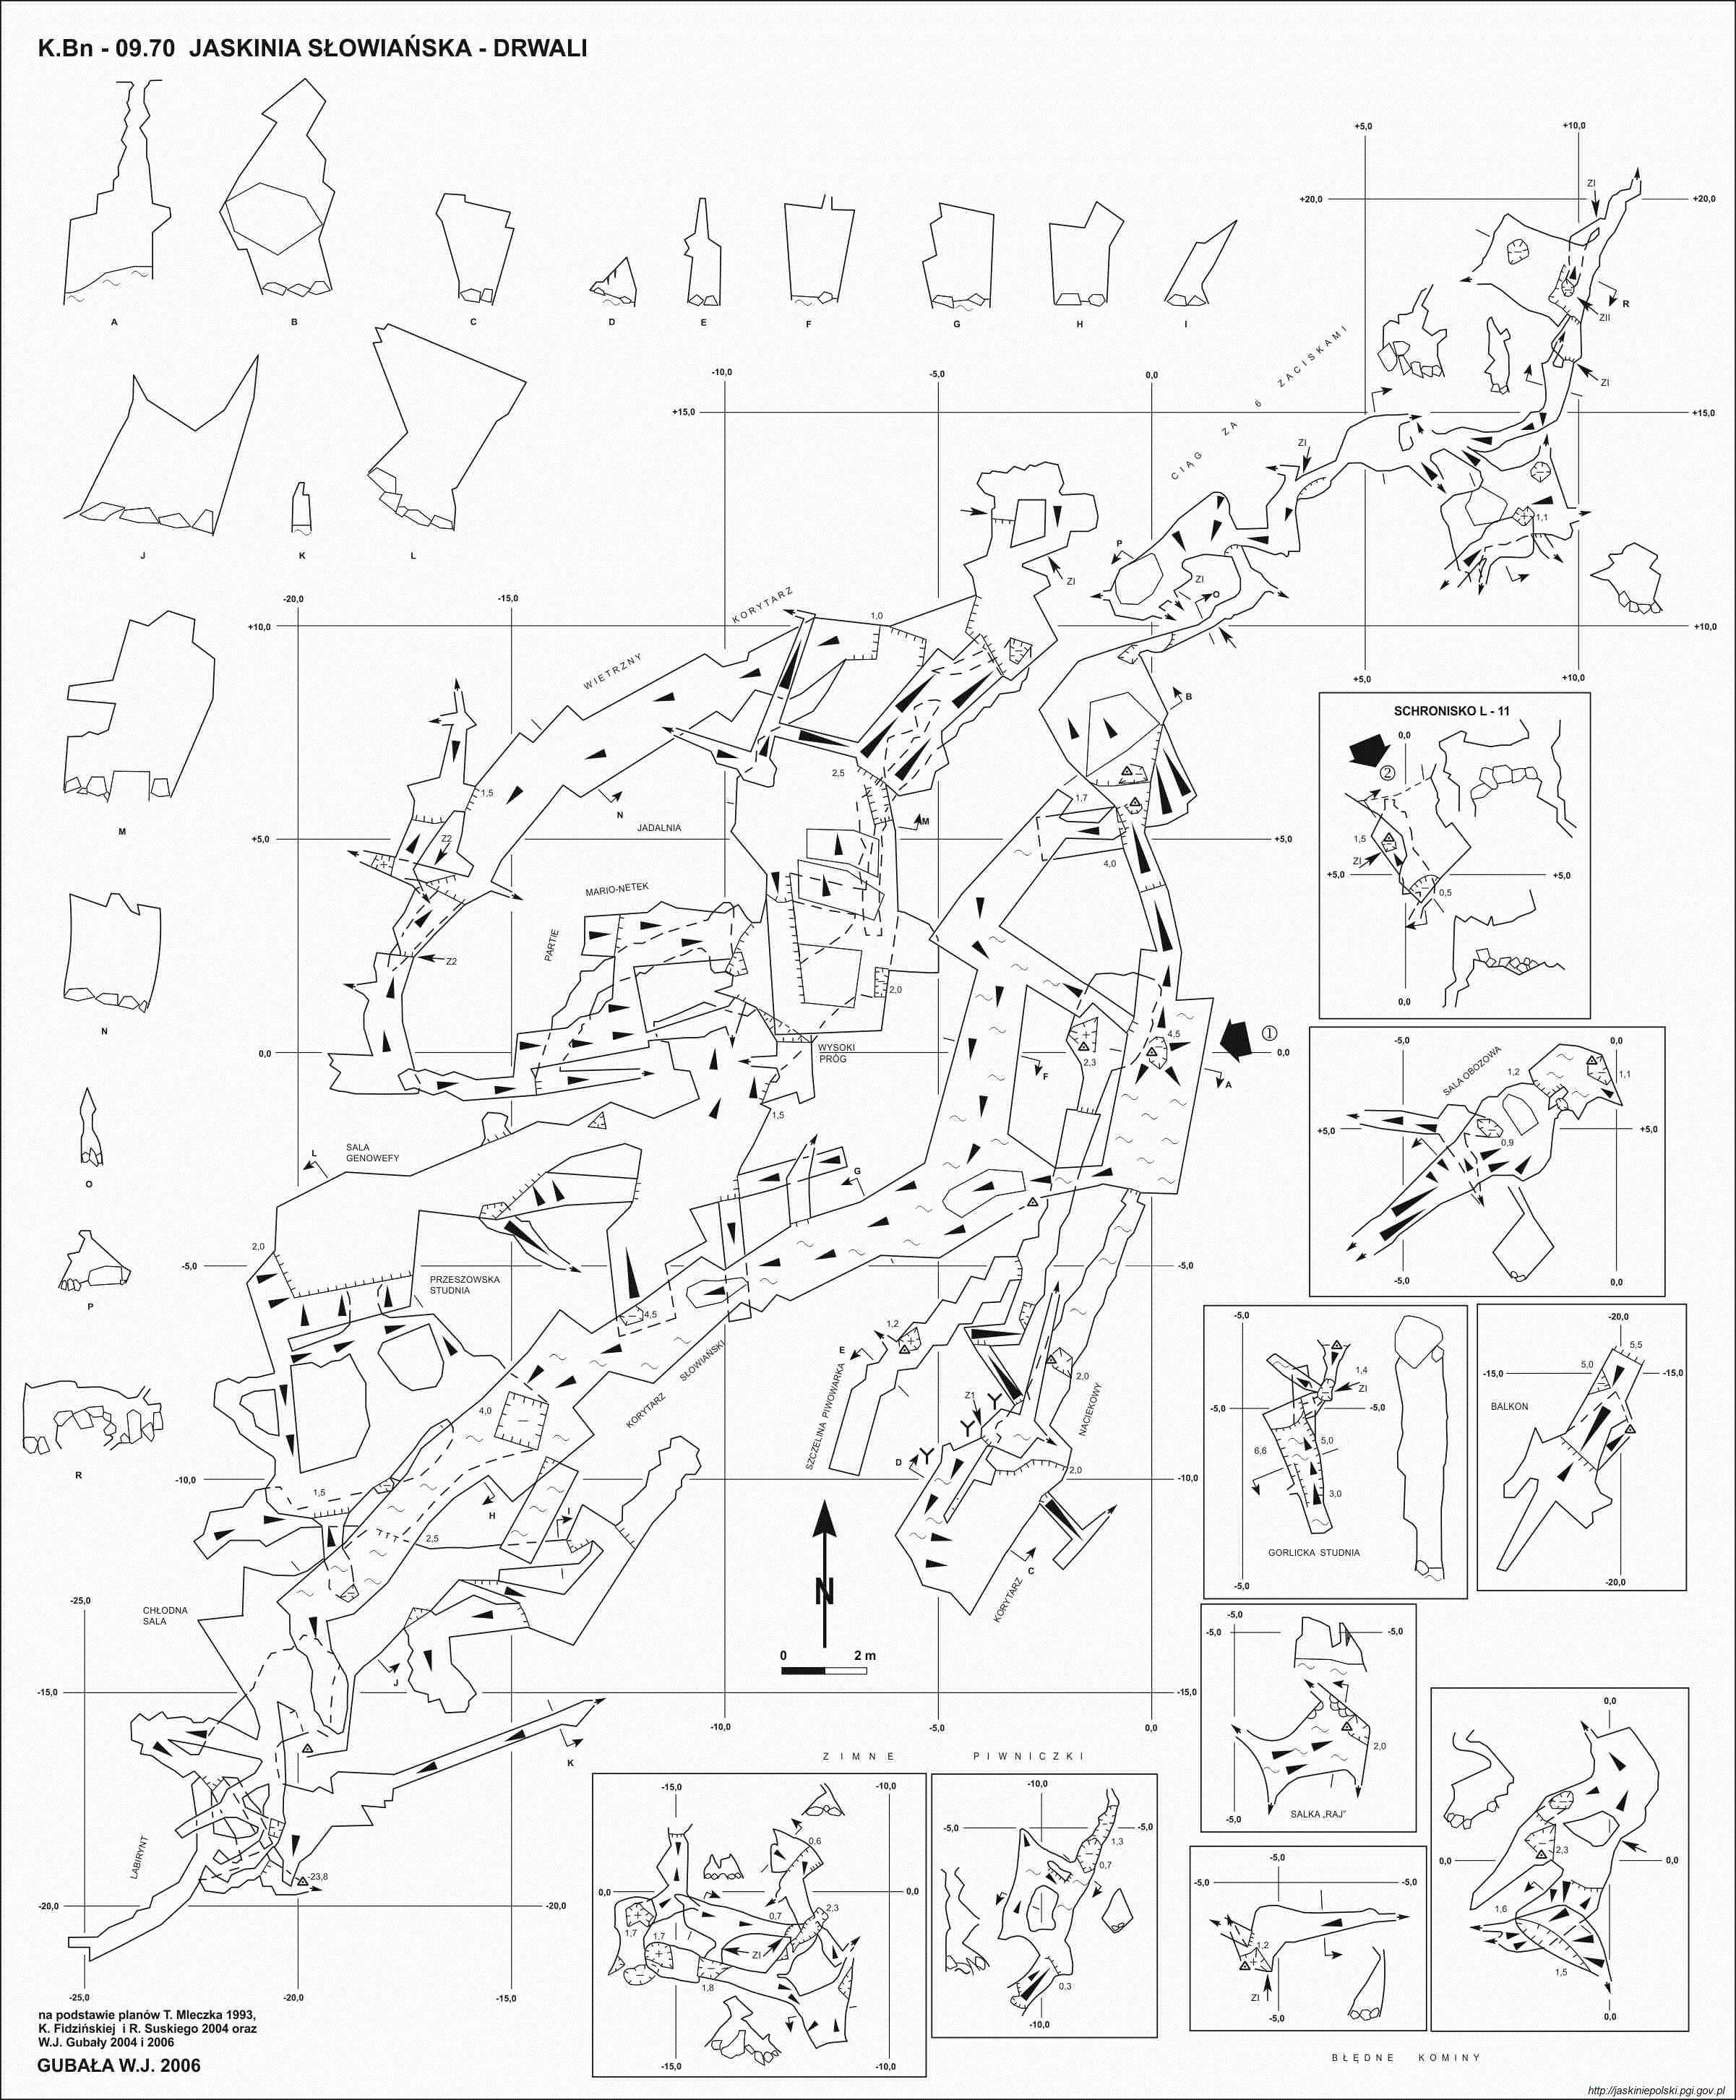 K.Bn - 09.70 JASKINIA SŁOWIAŃSKA - DRWALI
A
B
C
D
E
F
G
H
I
J
K
L
M
N
O
P
R
+5,0
+10,0
+20,0
+20,0
ZI
R
ZII
ZI
-10,0
-5,0
0,0
+15,0
+15,0
CIĄG ZA 6 ZACISKAMI
ZI
1,1
P
ZI
ZI
O
-20,0
-15,0
+10,0
+10,0
+5,0
+10,0
WIETRZNY KORYTARZ
1,0
B
2,5
1,7
M
N
JADALNIA
1,5
Z2
+5,0
+5,0
4,0
MARIO-NETEK
PARTIE
Z2
2,0
WYSOKI
PRÓG
0,0
0,0
4,5
2,3
①
F
A
1,5
SALA
GENOWEFY
L
G
2,0
-5,0
-5,0
PRZESZOWSKA
STUDNIA
4,5
KORYTARZ SŁOWIAŃSKI
4,0
1,2
E
SZCZELINA PIWOWARKA
Z1
2,0
NACIEKOWY
KORYTARZ
D
2,0
C
-10,0
-10,0
1,5
H
2,5
-25,0
CHŁODNA
SALA
J
N
0 2 m
-15,0
-15,0
-10,0
-5,0
0,0
K
LABIRYNT
-23,8
-20,0
-20,0
-25,0
-20,0
-15,0
SCHRONISKO L - 11
0,0
②
1,5
ZI
+5,0
+5,0
0,5
0,0
-5,0
0,0
SALA OBOZOWA
1,2
1,1
+5,0
+5,0
0,9
-5,0
0,0
-5,0
1,4
ZI
-5,0
-5,0
6,6
5,0
3,0
GORLICKA STUDNIA
-5,0
-20,0
5,5
5,0
-15,0
-15,0
BALKON
-20,0
-5,0
-5,0
-5,0
2,0
SALKA „RAJ”
-5,0
ZIMNE PIWNICZKI
-15,0
-10,0
0,6
0,0
0,0
0,7
2,3
1,7
1,7
ZI
1,8
-15,0
-10,0
-10,0
-5,0
-5,0
1,3
0,7
0,3
-10,0
-5,0
-5,0
-5,0
1,2
ZI
-5,0
0,0
2,3
0,0
0,0
1,6
1,5
0,0
BŁĘDNE KOMINY
na podstawie planów T. Mleczka 1993,
K. Fidzińskiej i R. Suskiego 2004 oraz
W.J. Gubały 2004 i 2006
GUBAŁA W.J. 2006
http://jaskiniepolski.pgi.gov.pl